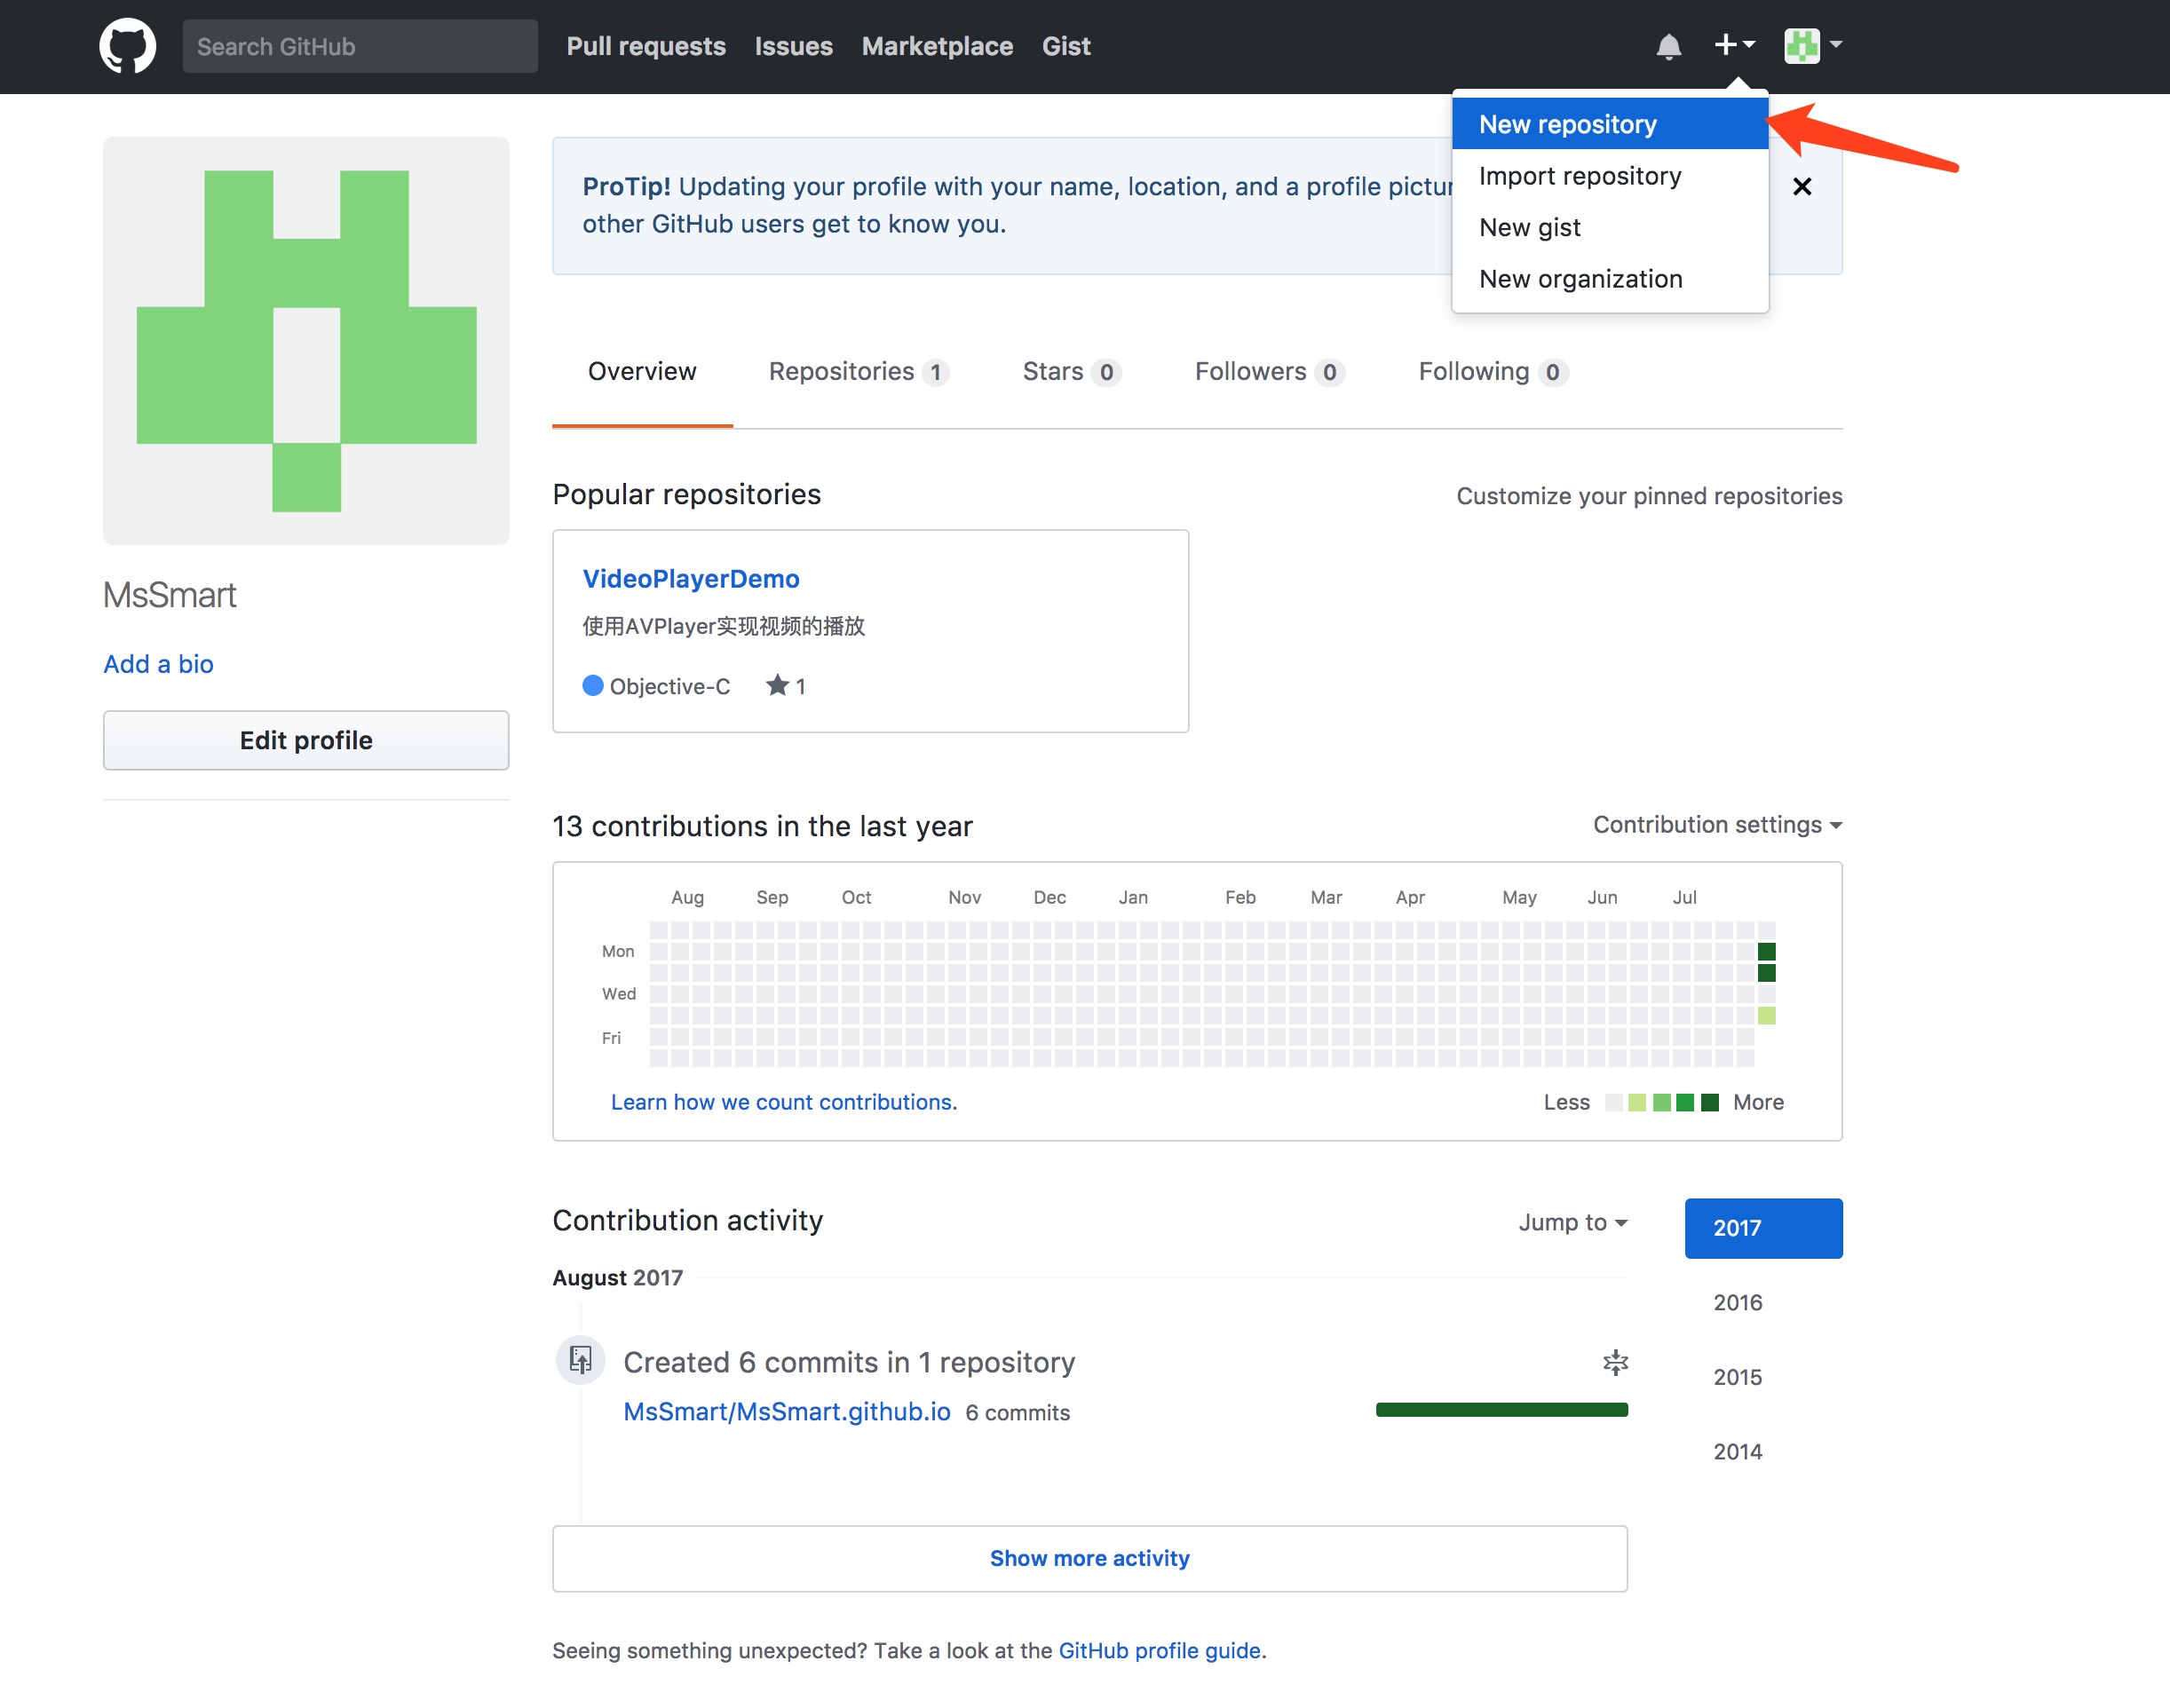 Search GitHub
Pull requests
Issues
Marketplace
Gist
New repository
Import repository
New gist
New organization
ProTip! Updating your profile with your name, location, and a profile
other GitHub users get to know you.
Overview
Repositories 1
Stars 0
Followers 0
Following 0
Popular repositories
Customize your pinned repositories
VideoPlayerDemo
使用AVPlayer实现视频的播放
Objective-C
1
MsSmart
Add a bio
Edit profile
13 contributions in the last year
Contribution settings
Aug Sep Oct Nov Dec Jan Feb Mar Apr May Jun Jul
Mon
Wed
Fri
Learn how we count contributions.
Less
More
Contribution activity
Jump to
2017
2016
2015
2014
August 2017
Created 6 commits in 1 repository
MsSmart/MsSmart.github.io 6 commits
Show more activity
Seeing something unexpected? Take a look at the GitHub profile guide.